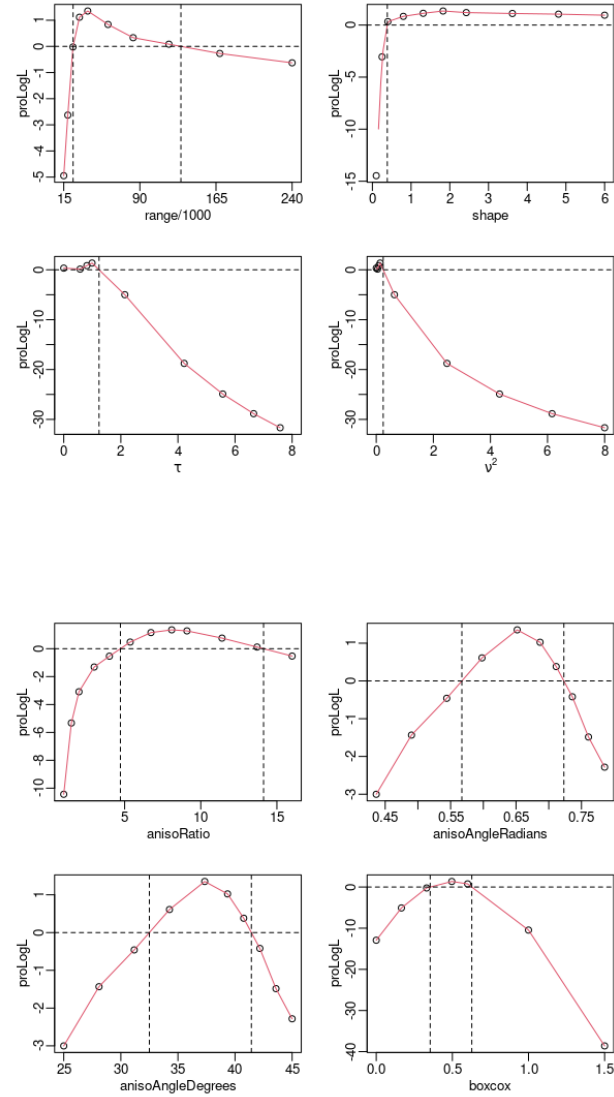 proLogL
-5 -4 -3 -2 -1 0 1
15 90 165 240
range/1000
proLogL
-15 -10 -5 0
0 1 2 3 4 5 6
shape
proLogL
-30 -20 -10 0
0 2 4 6 8
τ
proLogL
-30 -20 -10 0
0 2 4 6 8
ν²
proLogL
-10 -8 -6 -4 -2 0
5 10 15
anisoRatio
proLogL
-3 -2 -1 0 1
0.45 0.55 0.65 0.75
anisoAngleRadians
proLogL
-3 -2 -1 0 1
25 30 35 40 45
anisoAngleDegrees
proLogL
-40 -30 -20 -10 0
0.0 0.5 1.0 1.5
boxcox